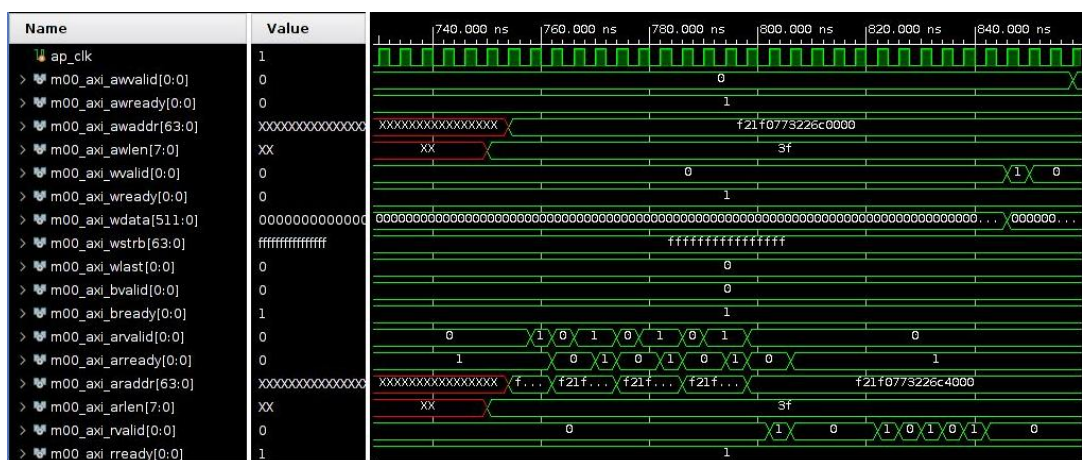 Name Value 740.000 ns 760.000 ns 780.000 ns 800.000 ns 820.000 ns 840.000 ns
ap_clk 1
m00_axi_awvalid[0:0] 0 0
m00_axi_awready[0:0] 0 1
m00_axi_awaddr[63:0] XXXXXXXXXXXXXX XXXXXXXXXXXXXXXX f21f0773226c0000
m00_axi_awlen[7:0] XX XX 3f
m00_axi_wvalid[0:0] 0 0 1 0
m00_axi_wready[0:0] 0 1
m00_axi_wstrb[63:0] ffffffffffffffff ffffffffffffffff
m00_axi_wlast[0:0] 0 0
m00_axi_bvalid[0:0] 0 0
m00_axi_bready[0:0] 1 1
m00_axi_arvalid[0:0] 0 0 1 0 1 0 1 0 1 0
m00_axi_arready[0:0] 0 1 0 1 0 1 0 1 0 1
m00_axi_araddr[63:0] XXXXXXXXXXXXXX XXXXXXXXXXXXXXXX f... f21f... f21f... f21f... f21f0773226c4000
m00_axi_arlen[7:0] XX XX 3f
m00_axi_rvalid[0:0] 0 0 1 0 1 0 1 0 1 0
m00_axi_rready[0:0] 1 1